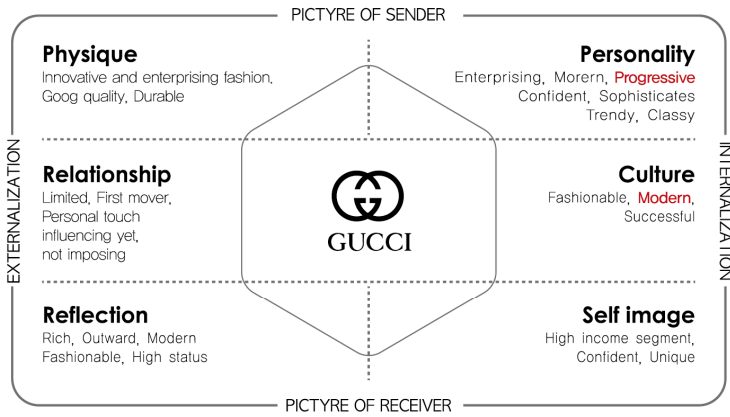 PICTYRE OF SENDER
Physique
Innovative and enterprising fashion,
Goog quality, Durable
Personality
Enterprising, Morern, Progressive
Confident, Sophisticates
Trendy, Classy
EXTERNALIZATION
Relationship
Limited, First mover,
Personal touch
influencing yet,
not imposing
GUCCI
Culture
Fashionable, Modern,
Successful
INTERNALIZATION
Reflection
Rich, Outward, Modern
Fashionable, High status
Self image
High income segment,
Confident, Unique
PICTYRE OF RECEIVER